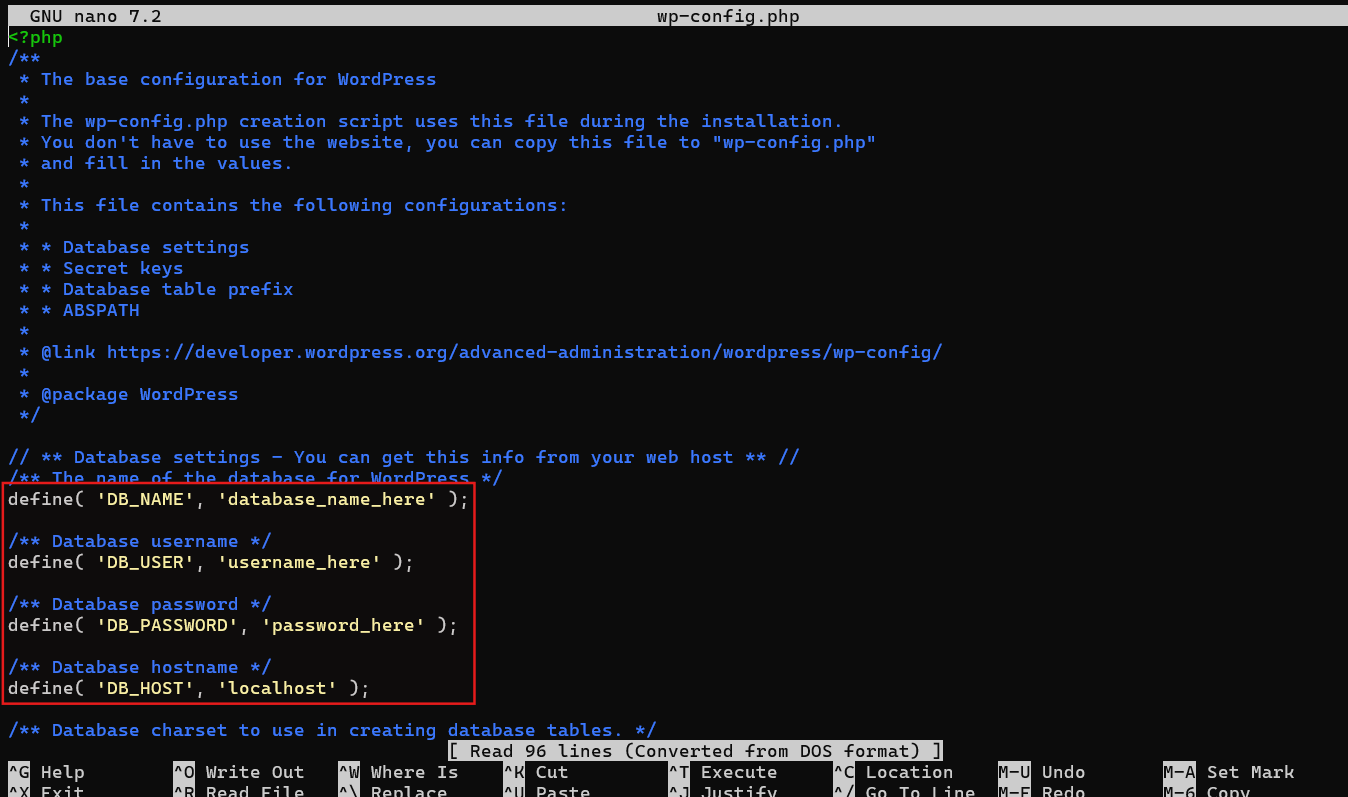 GNU nano 7.2 wp-config.php
<?php
/**
 * The base configuration for WordPress
 *
 * The wp-config.php creation script uses this file during the installation.
 * You don't have to use the website, you can copy this file to "wp-config.php"
 * and fill in the values.
 *
 * This file contains the following configurations:
 *
 * * Database settings
 * * Secret keys
 * * Database table prefix
 * * ABSPATH
 *
 * @link https://developer.wordpress.org/advanced-administration/wordpress/wp-config/
 *
 * @package WordPress
 */
// ** Database settings - You can get this info from your web host ** //
/** The name of the database for WordPress */
define( 'DB_NAME', 'database_name_here' );
/** Database username */
define( 'DB_USER', 'username_here' );
/** Database password */
define( 'DB_PASSWORD', 'password_here' );
/** Database hostname */
define( 'DB_HOST', 'localhost' );
/** Database charset to use in creating database tables. */
[ Read 96 lines (Converted from DOS format) ]
^G Help ^O Write Out ^W Where Is ^K Cut ^T Execute ^C Location M-U Undo M-A Set Mark
^X Exit ^R Read File ^\ Replace ^U Paste ^J Justify ^/ Go To Line M-E Redo M-6 Copy